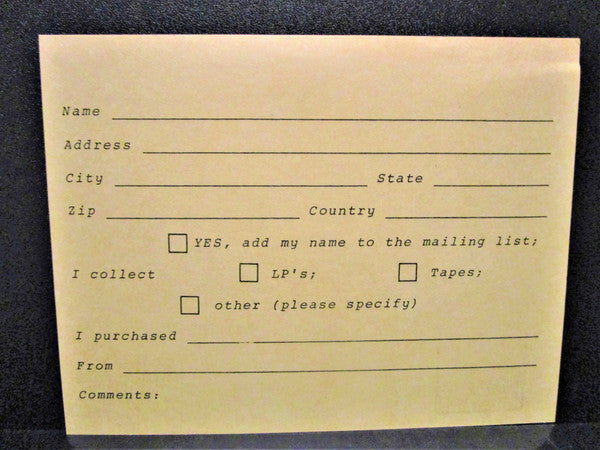 Name
Address
City State
Zip Country
YES, add my name to the mailing list;
I collect LP's; Tapes;
other (please specify)
I purchased
From
Comments: